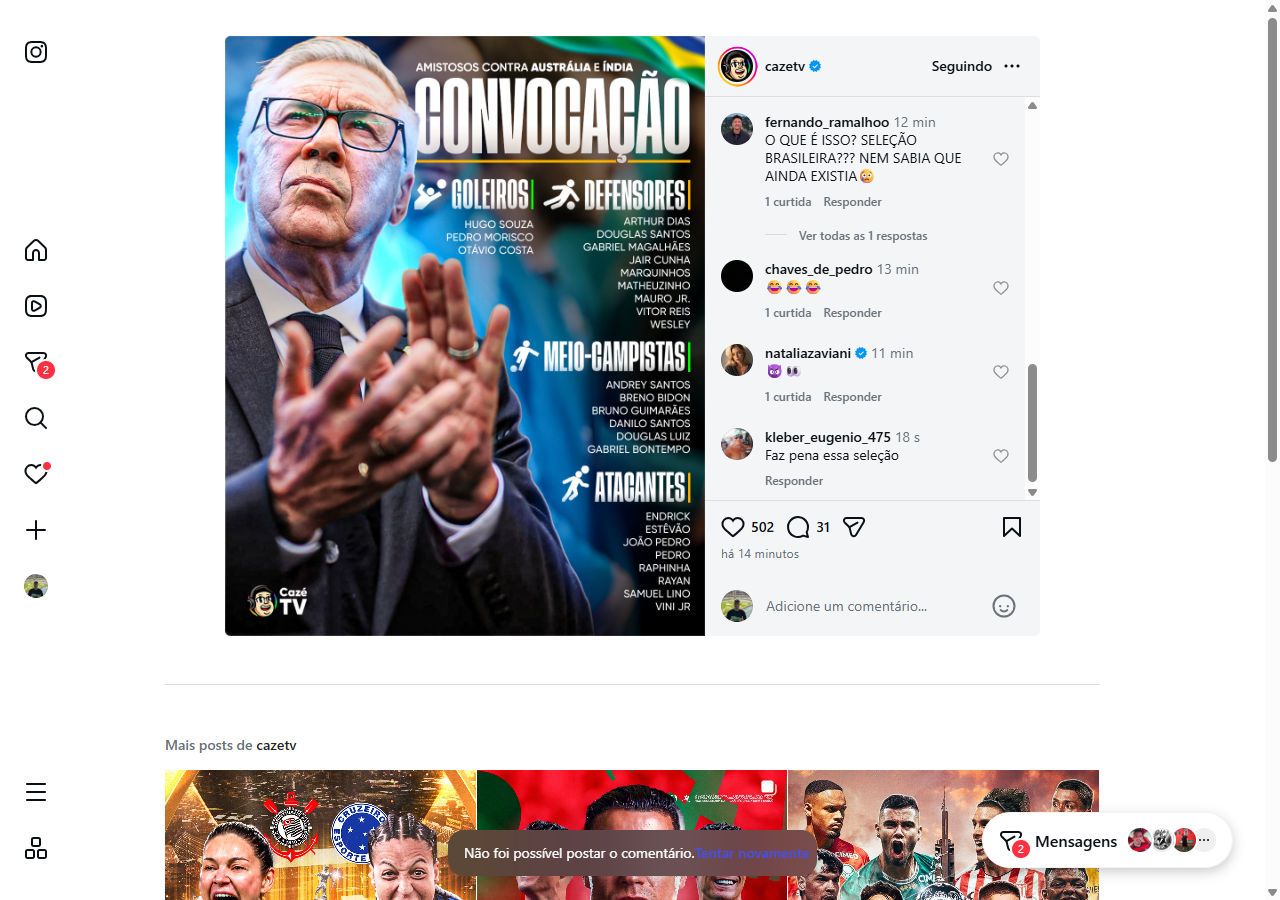 AMISTOSOS CONTRA AUSTRÁLIA E ÍNDIA
CONVOCAÇÃO
GOLEIROS
HUGO SOUZA
PEDRO MORISCO
OTÁVIO COSTA
DEFENSORES
ARTHUR DIAS
DOUGLAS SANTOS
GABRIEL MAGALHÃES
JAIR CUNHA
MARQUINHOS
MATHEUZINHO
MAURO JR.
VITOR REIS
WESLEY
MEIO-CAMPISTAS
ANDREY SANTOS
BRENO BIDON
BRUNO GUIMARÃES
DANILO SANTOS
DOUGLAS LUIZ
GABRIEL BONTEMPO
ATACANTES
ENDRICK
ESTÊVÃO
JOÃO PEDRO
PEDRO
RAPHINHA
RAYAN
SAMUEL LINO
VINI JR
Cazé
TV
cazetv
Seguindo
fernando_ramalhoo 12 min
O QUE É ISSO? SELEÇÃO
BRASILEIRA??? NEM SABIA QUE
AINDA EXISTIA😱
1 curtida Responder
Ver todas as 1 respostas
chaves_de_pedro 13 min
😂😂😂
1 curtida Responder
nataliazaviani 11 min
😈👀
1 curtida Responder
kleber_eugenio_475 18 s
Faz pena essa seleção
Responder
502 31
há 14 minutos
Adicione um comentário...
2
Mais posts de cazetv
CRUZEIRO
ESPORTE
Não foi possível postar o comentário.Tentar novamente
2
Mensagens